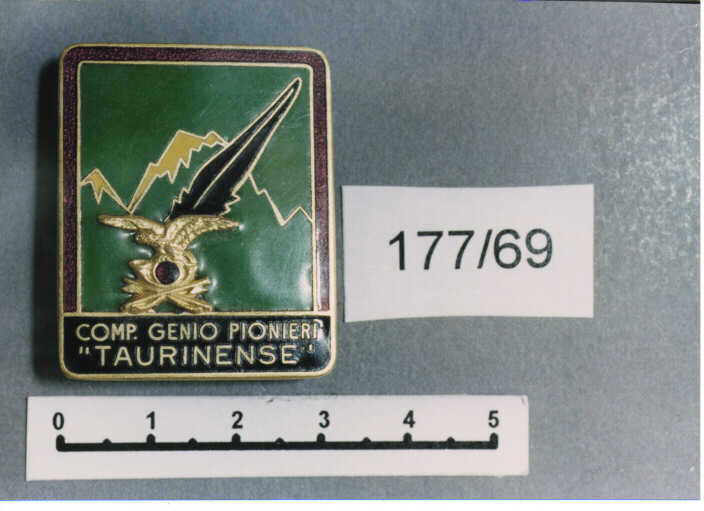 177/69
COMP. GENIO PIONIERI
"TAURINENSE"
0 1 2 3 4 5